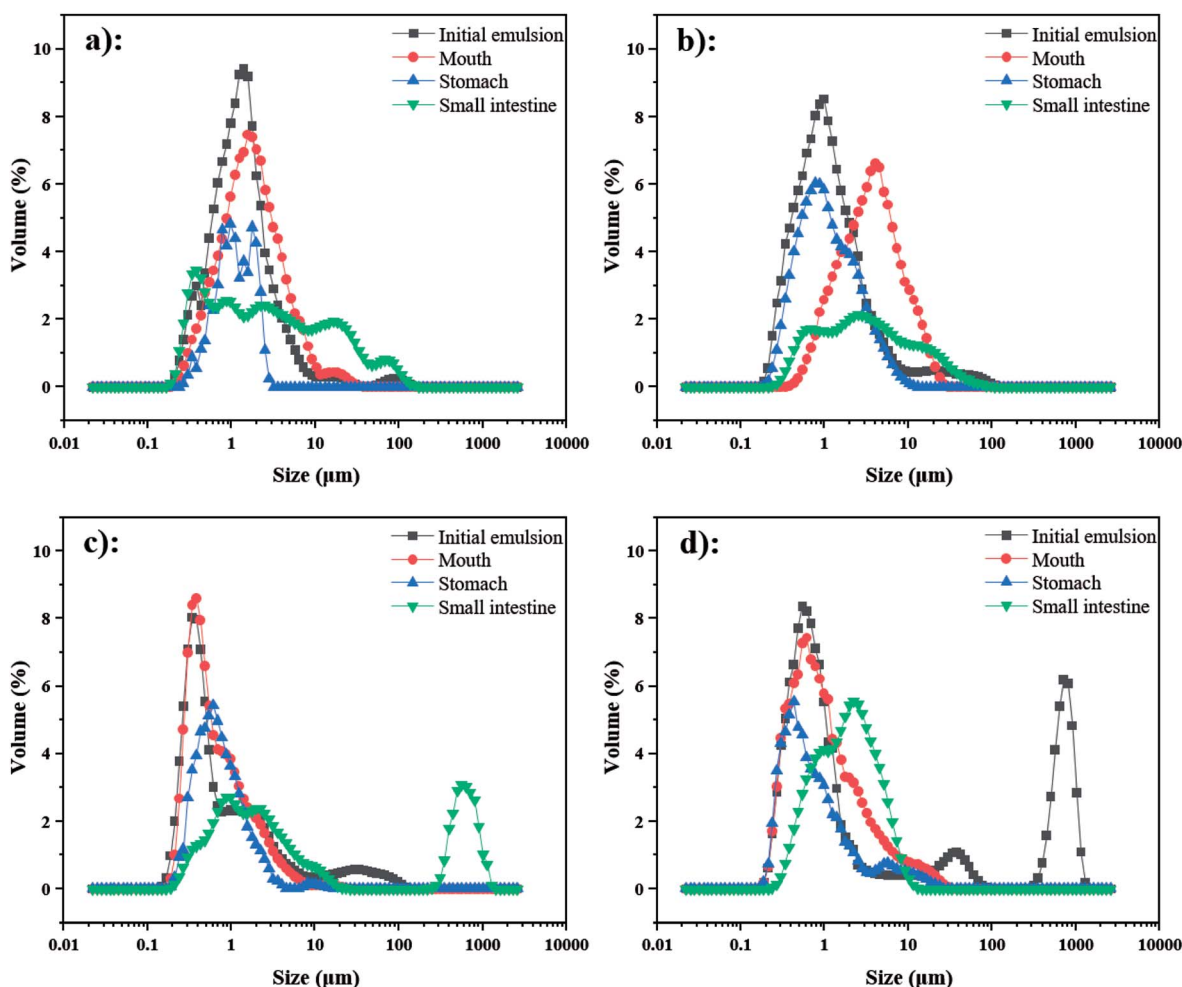 a):
Initial emulsion
Mouth
Stomach
Small intestine
10
8
6
4
2
0
Volume (%)
0.01 0.1 1 10 100 1000 10000
Size (μm)
b):
Initial emulsion
Mouth
Stomach
Small intestine
10
8
6
4
2
0
Volume (%)
0.01 0.1 1 10 100 1000 10000
Size (μm)
c):
Initial emulsion
Mouth
Stomach
Small intestine
10
8
6
4
2
0
Volume (%)
0.01 0.1 1 10 100 1000 10000
Size (μm)
d):
Initial emulsion
Mouth
Stomach
Small intestine
10
8
6
4
2
0
Volume (%)
0.01 0.1 1 10 100 1000 10000
Size (μm)